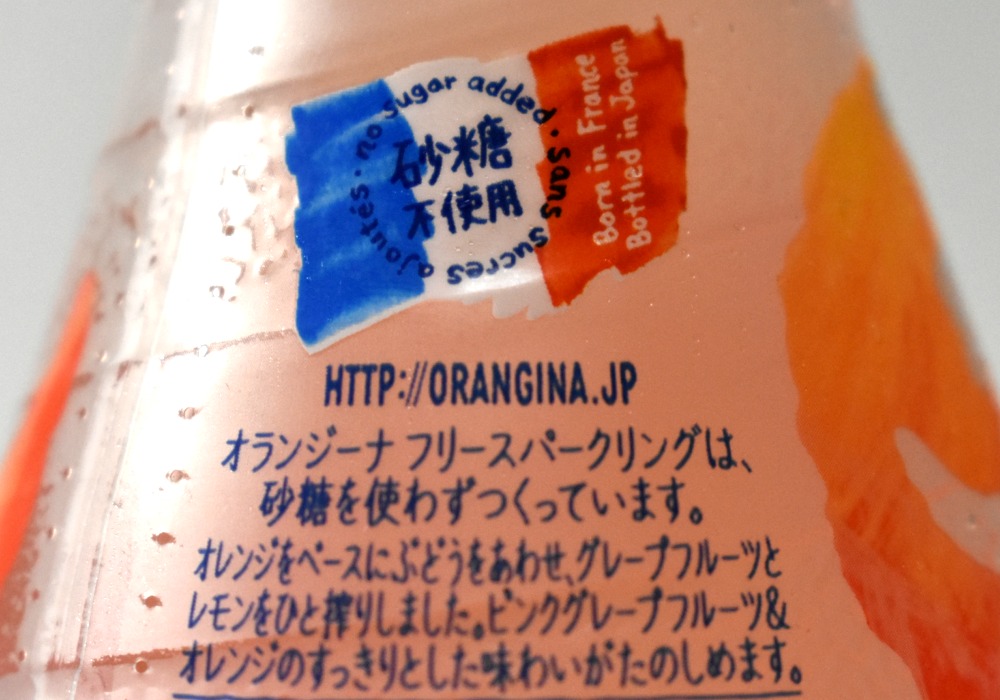 no sugar added・sans sucres ajoutés・
砂糖
不使用
Born in France
Bottled in Japan
HTTP://ORANGINA.JP
オランジーナ フリースパークリングは、
砂糖を使わずつくっています。
オレンジをベースにぶどうをあわせ、グレープフルーツと
レモンをひと搾りしました。ピンクグレープフルーツ&
オレンジのすっきりとした味わいがたのしめます。